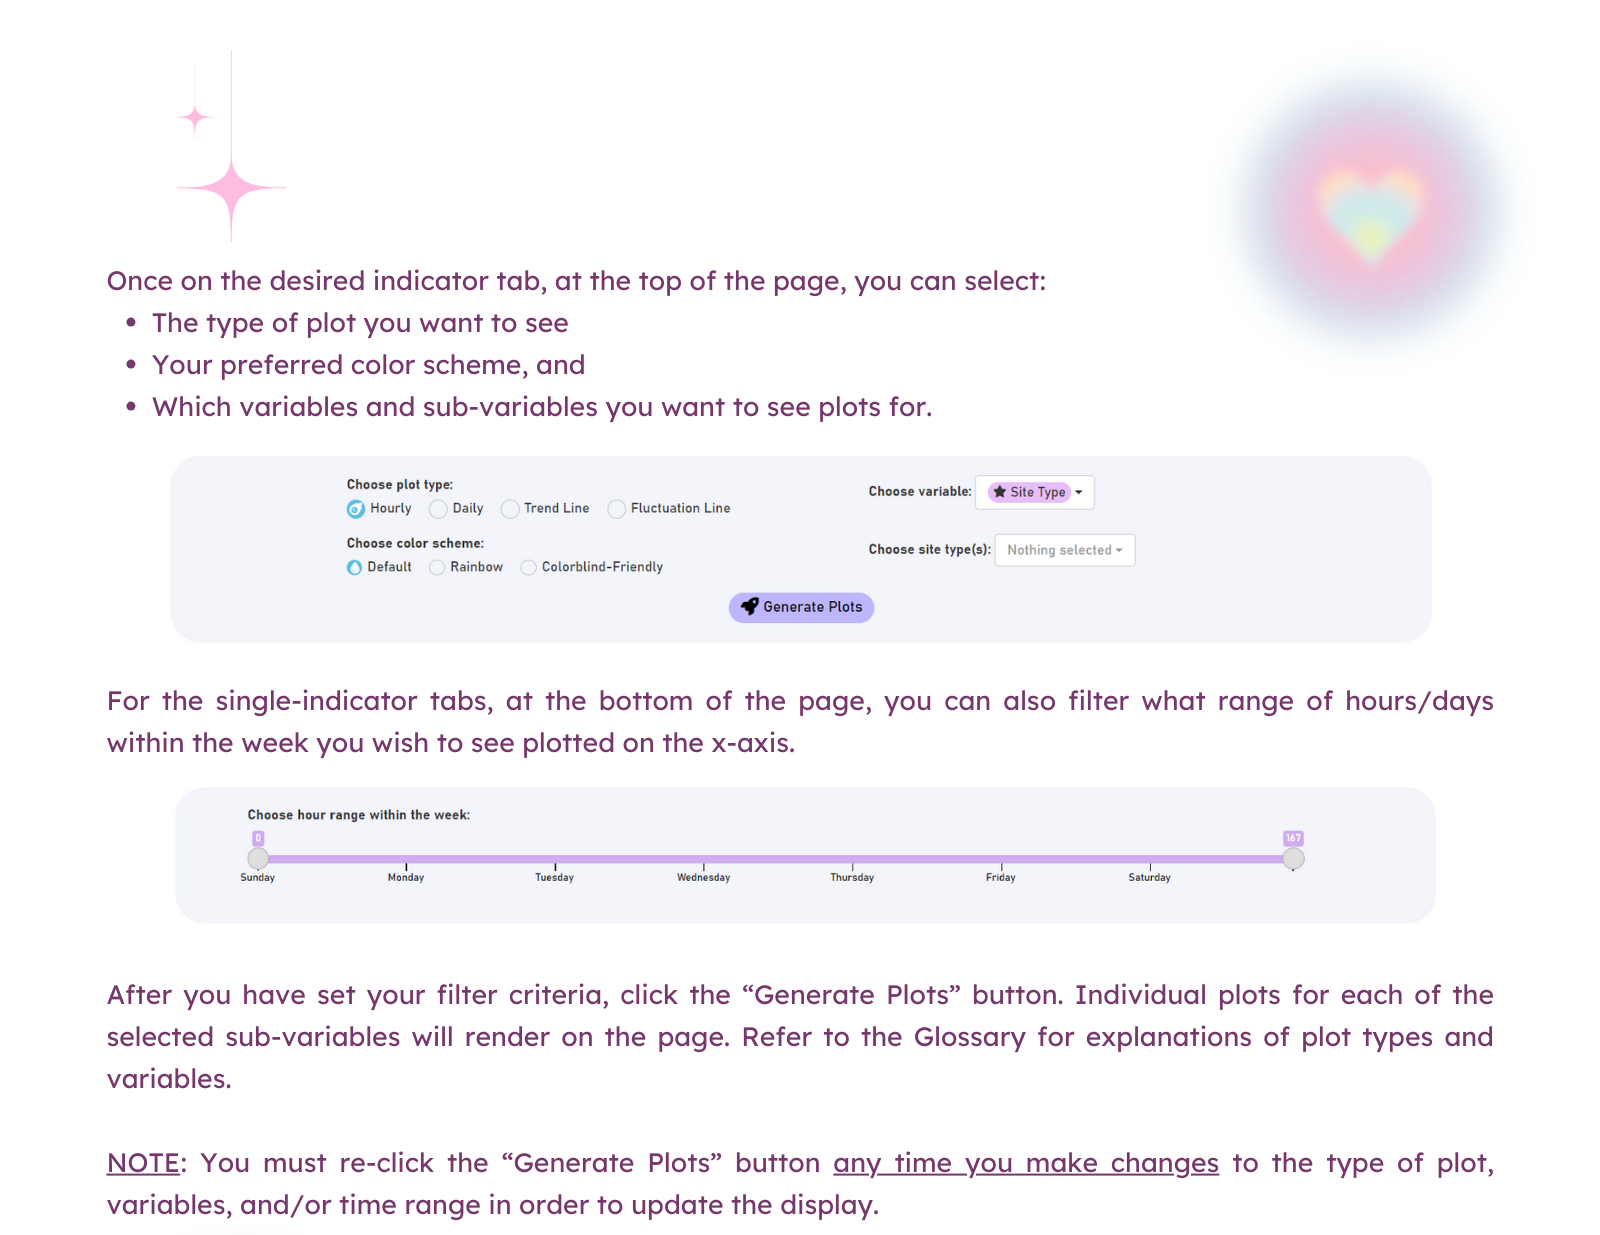 Once on the desired indicator tab, at the top of the page, you can select:
• The type of plot you want to see
• Your preferred color scheme, and
• Which variables and sub-variables you want to see plots for.
Choose plot type:
Hourly Daily Trend Line Fluctuation Line
Choose color scheme:
Default Rainbow Colorblind-Friendly
Choose variable: Site Type
Choose site type(s): Nothing selected
Generate Plots
For the single-indicator tabs, at the bottom of the page, you can also filter what range of hours/days
within the week you wish to see plotted on the x-axis.
Choose hour range within the week:
0 167
Sunday Monday Tuesday Wednesday Thursday Friday Saturday
After you have set your filter criteria, click the “Generate Plots” button. Individual plots for each of the
selected sub-variables will render on the page. Refer to the Glossary for explanations of plot types and
variables.
NOTE: You must re-click the “Generate Plots” button any time you make changes to the type of plot,
variables, and/or time range in order to update the display.